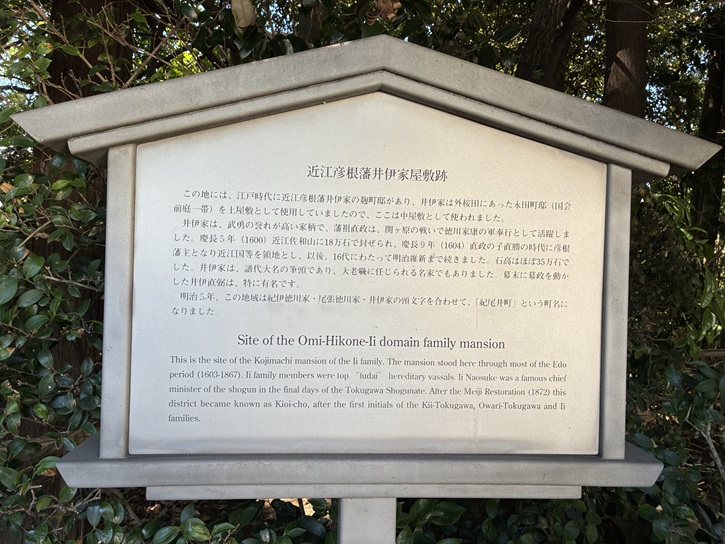 近江彦根藩井伊家屋敷跡
この地には、江戸時代に近江彦根藩井伊家の麹町邸があり、井伊家は外桜田にあった永田町邸（国会
前庭一帯）を上屋敷として使用していましたので、ここは中屋敷として使われました。
井伊家は、武勇の誉れが高い家柄で、藩祖直政は、関ヶ原の戦いで徳川家康の軍奉行として活躍しま
した。慶長５年（1600）近江佐和山に18万石で封ぜられ、慶長９年（1604）直政の子直勝の時代に彦根
藩主となり近江国等を領地とし、以後、16代にわたって明治維新まで続きました。石高はほぼ35万石で
した。井伊家は、譜代大名の筆頭であり、大老職に任じられる名家でもありました。幕末に幕政を動か
した井伊直弼は、特に有名です。
明治５年、この地域は紀伊徳川家・尾張徳川家・井伊家の頭文字を合わせて、「紀尾井町」という町名に
なりました。
Site of the Omi-Hikone-Ii domain family mansion
This is the site of the Kojimachi mansion of the Ii family. The mansion stood here through most of the Edo
period (1603-1867). Ii family members were top "fudai" hereditary vassals. Ii Naosuke was a famous chief
minister of the shogun in the final days of the Tokugawa Shogunate. After the Meiji Restoration (1872) this
district became known as Kioi-cho, after the first initials of the Kii-Tokugawa, Owari-Tokugawa and Ii
families.